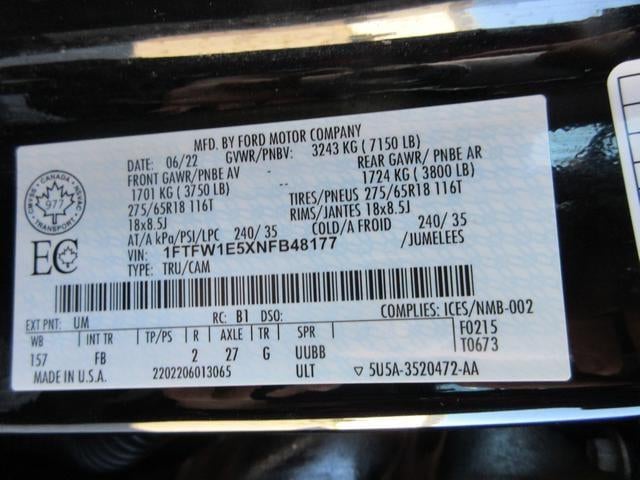 MFD. BY FORD MOTOR COMPANY
DATE: 06/22 GVWR/PNBV: 3243 KG ( 7150 LB)
FRONT GAWR/PNBE AV REAR GAWR/ PNBE AR
1701 KG ( 3750 LB) -- 1724 KG ( 3800 LB)
275/65R18 116T TIRES/PNEUS 275/65R18 116T
18x8.5J RIMS/JANTES 18x8.5J
AT/A kPa/PSI/LPC 240/ 35 COLD/A FROID 240/ 35
VIN: 1FTFW1E5XNFB48177 /JUMELEES
TYPE: TRU/CAM
CANADA
977
TRANSPORT
EC
COMPLIES: ICES/NMB-002
EXT PNT: UM RC: B1 DSO:
WB INT TR TP/PS R AXLE TR SPR F0215
157 FB 2 27 G UUBB T0673
MADE IN U.S.A. 2202206013065 ULT ▽ 5U5A-3520472-AA